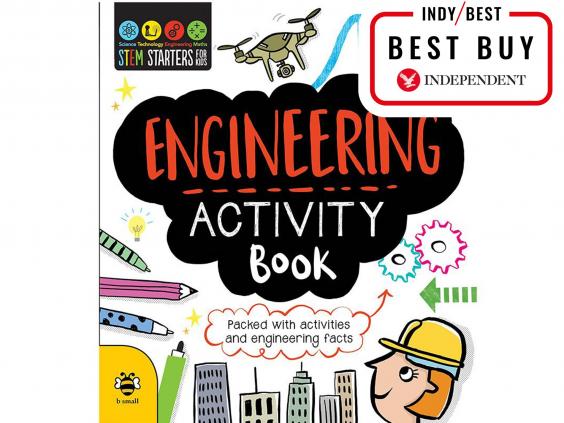 INDY/BEST
BEST BUY
INDEPENDENT
Science Technology Engineering Maths
STEM STARTERS FOR KIDS
ENGINEERING
ACTIVITY
BOOK
Packed with activities
and engineering facts
b small